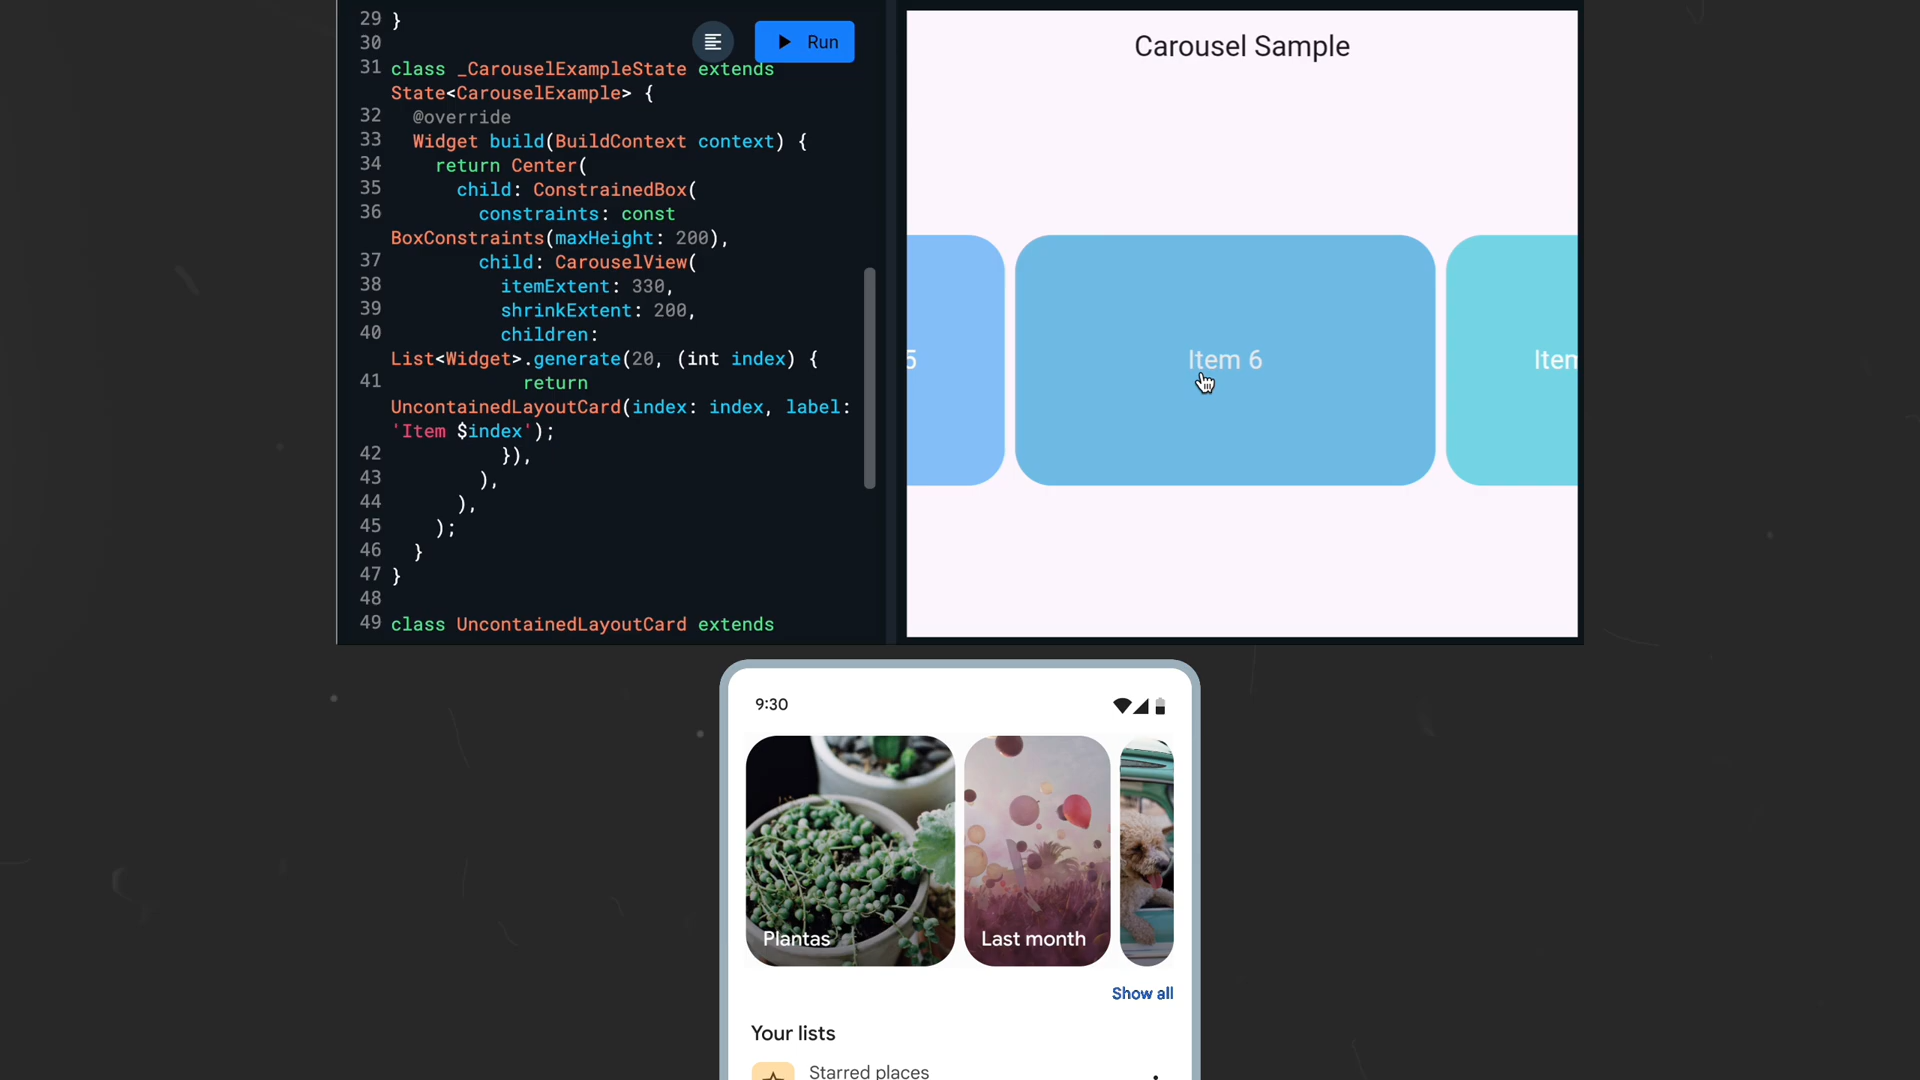 29 }
30
Run
31 class _CarouselExampleState extends
State<CarouselExample> {
32 @override
33 Widget build(BuildContext context) {
34 return Center(
35 child: ConstrainedBox(
36 constraints: const
BoxConstraints(maxHeight: 200),
37 child: CarouselView(
38 itemExtent: 330,
39 shrinkExtent: 200,
40 children:
List<Widget>.generate(20, (int index) {
41 return
UncontainedLayoutCard(index: index, label:
'Item $index');
42 }),
43 ),
44 ),
45 );
46 }
47 }
48
49 class UncontainedLayoutCard extends
Carousel Sample
5
Item 6
Item
9:30
Plantas
Last month
Show all
Your lists
Starred places